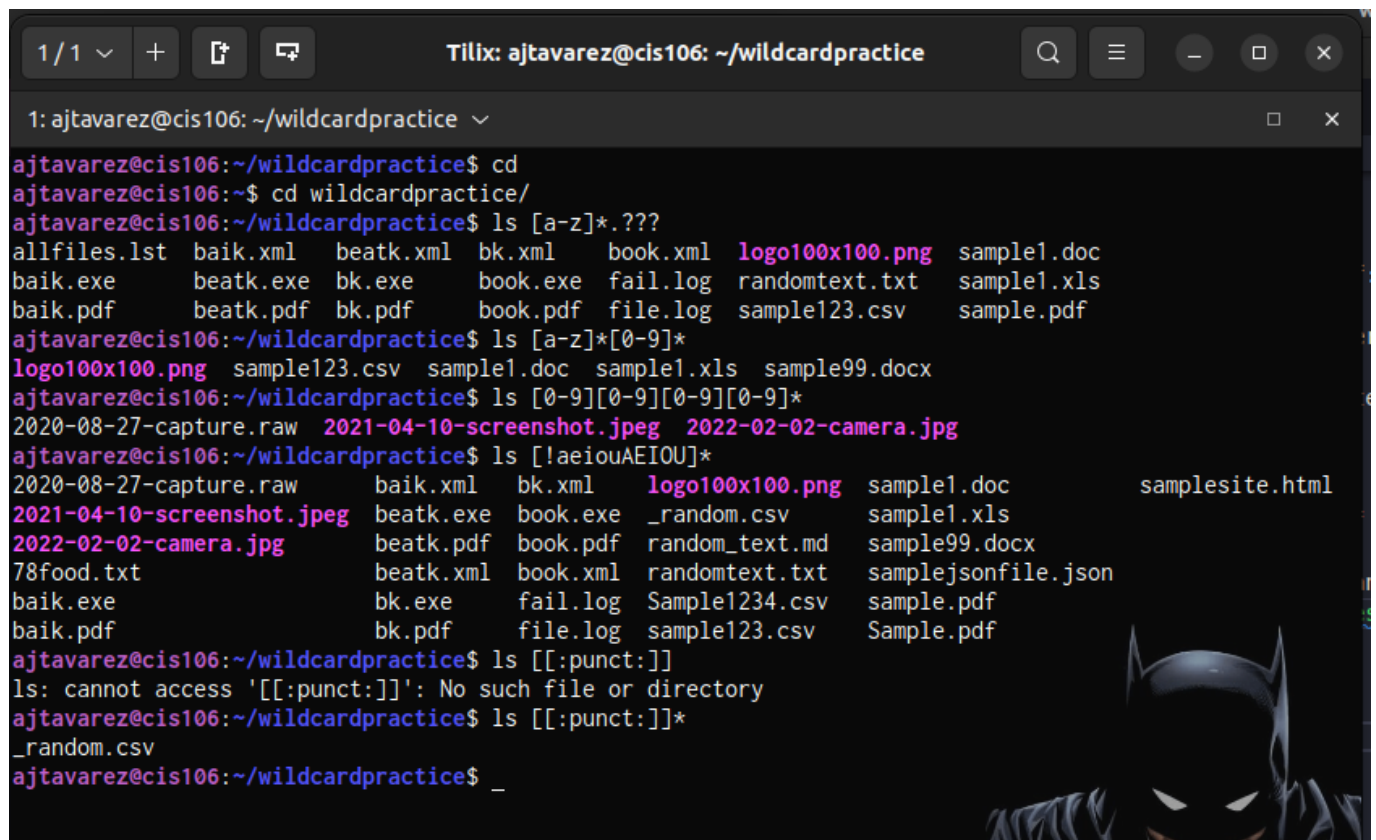 1 / 1
Tilix: ajtavarez@cis106: ~/wildcardpractice
1: ajtavarez@cis106: ~/wildcardpractice
ajtavarez@cis106:~/wildcardpractice$ cd
ajtavarez@cis106:~$ cd wildcardpractice/
ajtavarez@cis106:~/wildcardpractice$ ls [a-z]*.???
allfiles.lst  baik.xml   beatk.xml  bk.xml    book.xml  logo100x100.png  sample1.doc
baik.exe      beatk.exe  bk.exe     book.exe  fail.log  randomtext.txt   sample1.xls
baik.pdf      beatk.pdf  bk.pdf     book.pdf  file.log  sample123.csv    sample.pdf
ajtavarez@cis106:~/wildcardpractice$ ls [a-z]*[0-9]*
logo100x100.png  sample123.csv  sample1.doc  sample1.xls  sample99.docx
ajtavarez@cis106:~/wildcardpractice$ ls [0-9][0-9][0-9][0-9]*
2020-08-27-capture.raw  2021-04-10-screenshot.jpeg  2022-02-02-camera.jpg
ajtavarez@cis106:~/wildcardpractice$ ls [!aeiouAEIOU]*
2020-08-27-capture.raw      baik.xml   bk.xml    logo100x100.png  sample1.doc          samplesite.html
2021-04-10-screenshot.jpeg  beatk.exe  book.exe  _random.csv      sample1.xls
2022-02-02-camera.jpg       beatk.pdf  book.pdf  random_text.md   sample99.docx
78food.txt                  beatk.xml  book.xml  randomtext.txt   samplejsonfile.json
baik.exe                    bk.exe     fail.log  Sample1234.csv   sample.pdf
baik.pdf                    bk.pdf     file.log  sample123.csv    Sample.pdf
ajtavarez@cis106:~/wildcardpractice$ ls [[:punct:]]
ls: cannot access '[[:punct:]]': No such file or directory
ajtavarez@cis106:~/wildcardpractice$ ls [[:punct:]]*
_random.csv
ajtavarez@cis106:~/wildcardpractice$ _